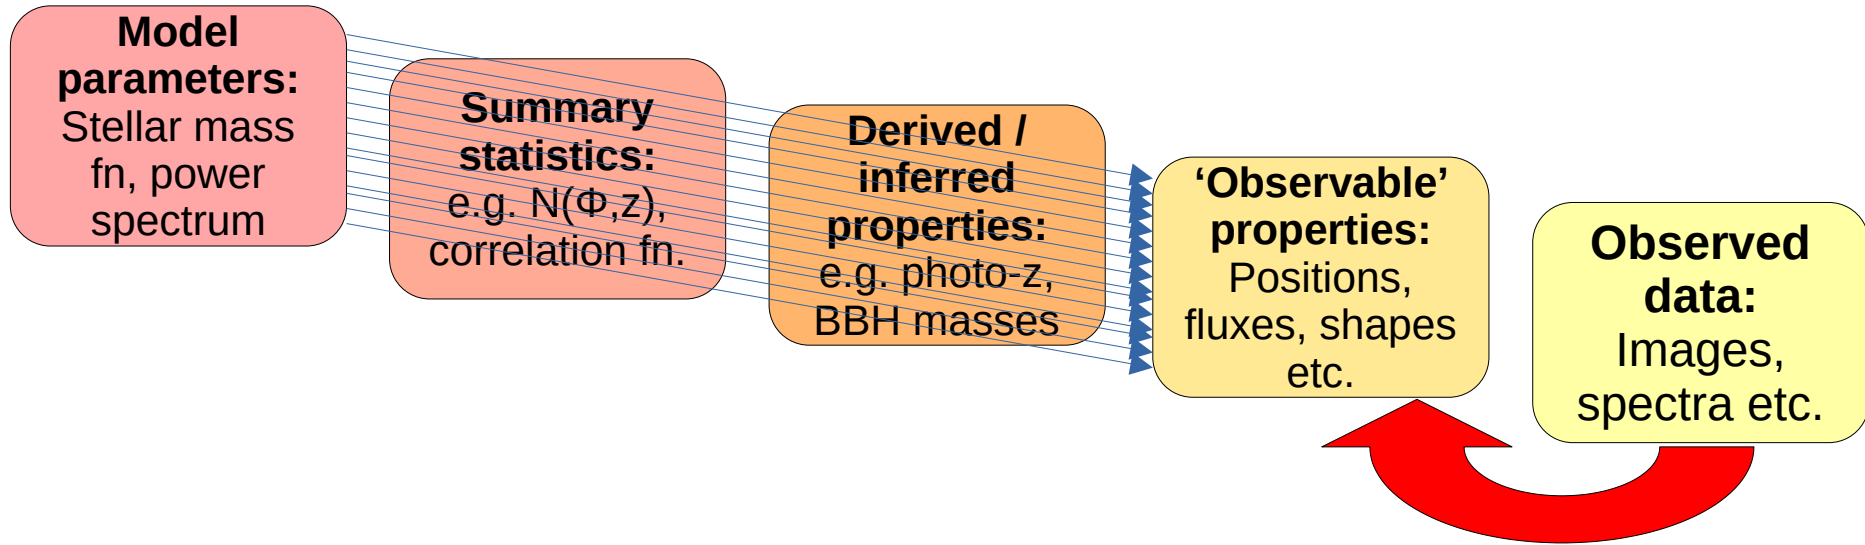 Model
parameters:
Stellar mass
fn, power
spectrum
Summary
statistics:
e.g. N(Φ,z),
correlation fn.
Derived /
inferred
properties:
e.g. photo-z,
BBH masses
‘Observable’
properties:
Positions,
fluxes, shapes
etc.
Observed
data:
Images,
spectra etc.